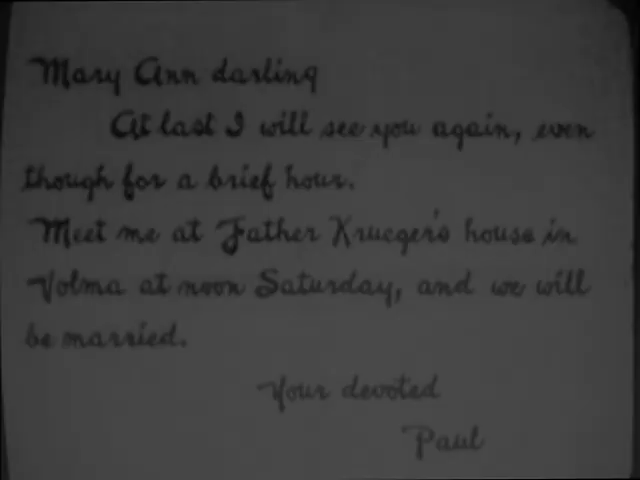 Mary Ann darling
At last I will see you again, even
though for a brief hour.
Meet me at Father Krueger's house in
Volma at noon Saturday, and we will
be married.
Your devoted
Paul